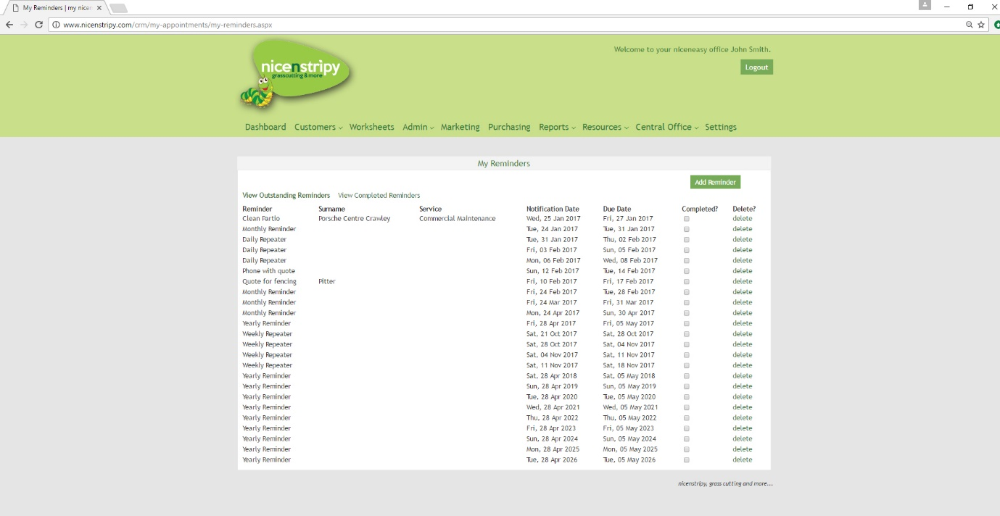 My Reminders | my nicen
www.nicenstripy.com/crm/my-appointments/my-reminders.aspx
nicenstripy
grasscutting & more
Welcome to your niceneasy office John Smith.
Logout
Dashboard Customers Worksheets Admin Marketing Purchasing Reports Resources Central Office Settings
My Reminders
Add Reminder
View Outstanding Reminders View Completed Reminders
Reminder Surname Service Notification Date Due Date Completed? Delete?
Clean Partio Porsche Centre Crawley Commercial Maintenance Wed, 25 Jan 2017 Fri, 27 Jan 2017 delete
Monthly Reminder Tue, 24 Jan 2017 Tue, 31 Jan 2017 delete
Daily Repeater Tue, 31 Jan 2017 Thu, 02 Feb 2017 delete
Daily Repeater Fri, 03 Feb 2017 Sun, 05 Feb 2017 delete
Daily Repeater Mon, 06 Feb 2017 Wed, 08 Feb 2017 delete
Phone with quote Sun, 12 Feb 2017 Tue, 14 Feb 2017 delete
Quote for fencing Pitter Fri, 10 Feb 2017 Fri, 17 Feb 2017 delete
Monthly Reminder Fri, 24 Feb 2017 Tue, 28 Feb 2017 delete
Monthly Reminder Fri, 24 Mar 2017 Fri, 31 Mar 2017 delete
Monthly Reminder Mon, 24 Apr 2017 Sun, 30 Apr 2017 delete
Yearly Reminder Fri, 28 Apr 2017 Fri, 05 May 2017 delete
Weekly Repeater Sat, 21 Oct 2017 Sat, 28 Oct 2017 delete
Weekly Repeater Sat, 28 Oct 2017 Sat, 04 Nov 2017 delete
Weekly Repeater Sat, 04 Nov 2017 Sat, 11 Nov 2017 delete
Weekly Repeater Sat, 11 Nov 2017 Sat, 18 Nov 2017 delete
Yearly Reminder Sat, 28 Apr 2018 Sat, 05 May 2018 delete
Yearly Reminder Sun, 28 Apr 2019 Sun, 05 May 2019 delete
Yearly Reminder Tue, 28 Apr 2020 Tue, 05 May 2020 delete
Yearly Reminder Wed, 28 Apr 2021 Wed, 05 May 2021 delete
Yearly Reminder Thu, 28 Apr 2022 Thu, 05 May 2022 delete
Yearly Reminder Fri, 28 Apr 2023 Fri, 05 May 2023 delete
Yearly Reminder Sun, 28 Apr 2024 Sun, 05 May 2024 delete
Yearly Reminder Mon, 28 Apr 2025 Mon, 05 May 2025 delete
Yearly Reminder Tue, 28 Apr 2026 Tue, 05 May 2026 delete
nicenstripy, grass cutting and more...